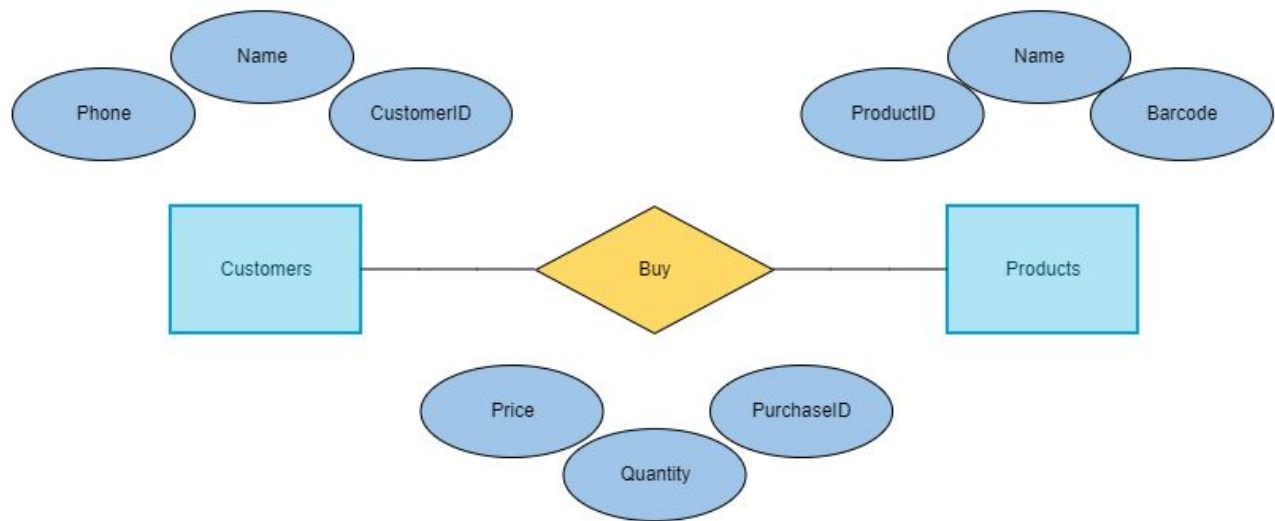 Name
Phone
CustomerID
Name
ProductID
Barcode
Customers
Buy
Products
Price
PurchaseID
Quantity